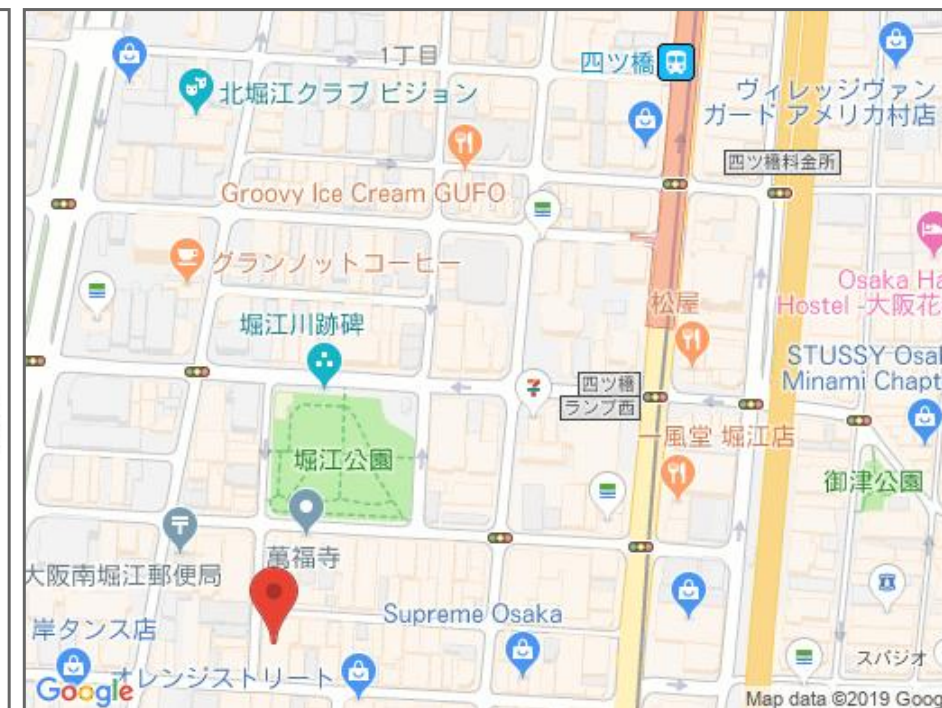 1丁目
四ツ橋
北堀江クラブ ビジョン
ヴィレッジヴァン
ガード アメリカ村店
四ツ橋料金所
Groovy Ice Cream GUFO
グランノットコーヒー
Osaka Ha
Hostel -大阪花
松屋
堀江川跡碑
STUSSY Osak
Minami Chapt
四ツ橋
ランプ西
一風堂 堀江店
堀江公園
御津公園
萬福寺
大阪南堀江郵便局
Supreme Osaka
岸タンス店
スパジオ
オレンジストリート
Google
Map data ©2019 Goog